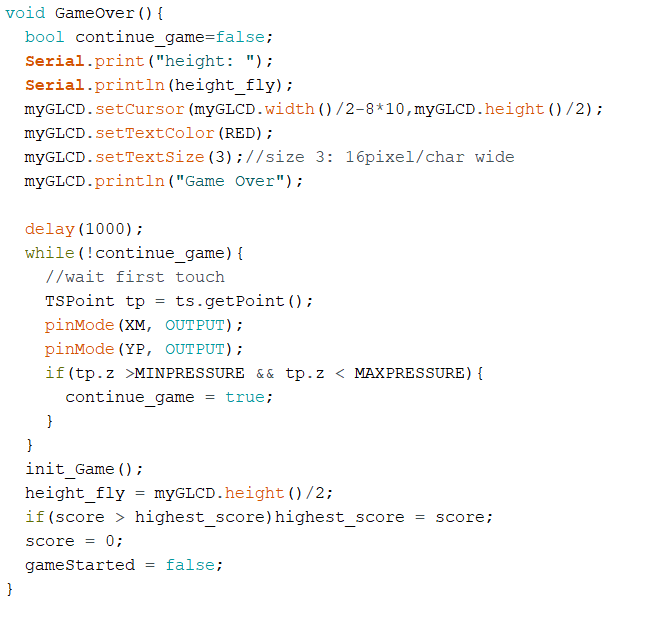 void GameOver(){
  bool continue_game=false;
  Serial.print("height: ");
  Serial.println(height_fly);
  myGLCD.setCursor(myGLCD.width()/2-8*10,myGLCD.height()/2);
  myGLCD.setTextColor(RED);
  myGLCD.setTextSize(3);//size 3: 16pixel/char wide
  myGLCD.println("Game Over");

  delay(1000);
  while(!continue_game){
    //wait first touch
    TSPoint tp = ts.getPoint();
    pinMode(XM, OUTPUT);
    pinMode(YP, OUTPUT);
    if(tp.z >MINPRESSURE && tp.z < MAXPRESSURE){
      continue_game = true;
    }
  }
  init_Game();
  height_fly = myGLCD.height()/2;
  if(score > highest_score)highest_score = score;
  score = 0;
  gameStarted = false;
}